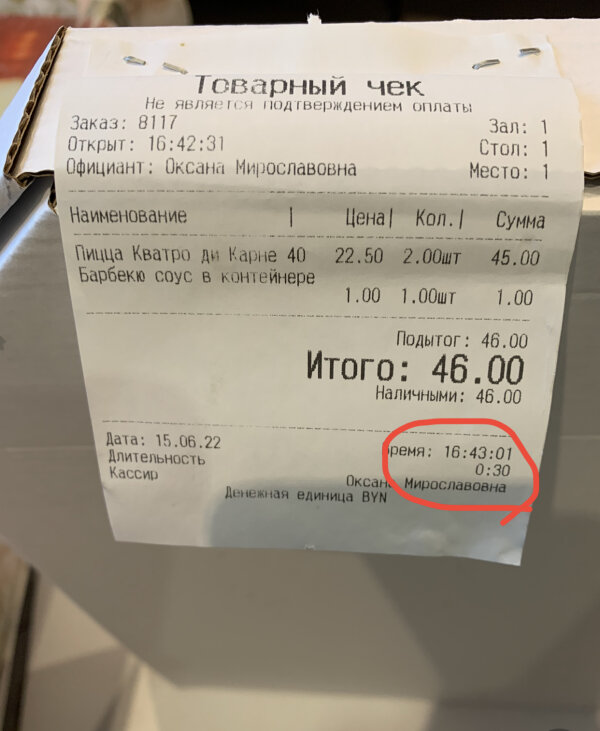 Товарный чек
Не является подтверждением оплаты
Заказ: 8117 Зал: 1
Открыт: 16:42:31 Стол: 1
Официант: Оксана Мирославовна Место: 1
Наименование | Цена| Кол.| Сумма
Пицца Кватро ди Карне 40 22.50 2.00шт 45.00
Барбекю соус в контейнере
1.00 1.00шт 1.00
Подытог: 46.00
Итого: 46.00
Наличными: 46.00
Дата: 15.06.22 Время: 16:43:01
Длительность 0:30
Кассир Оксана Мирославовна
Денежная единица BYN